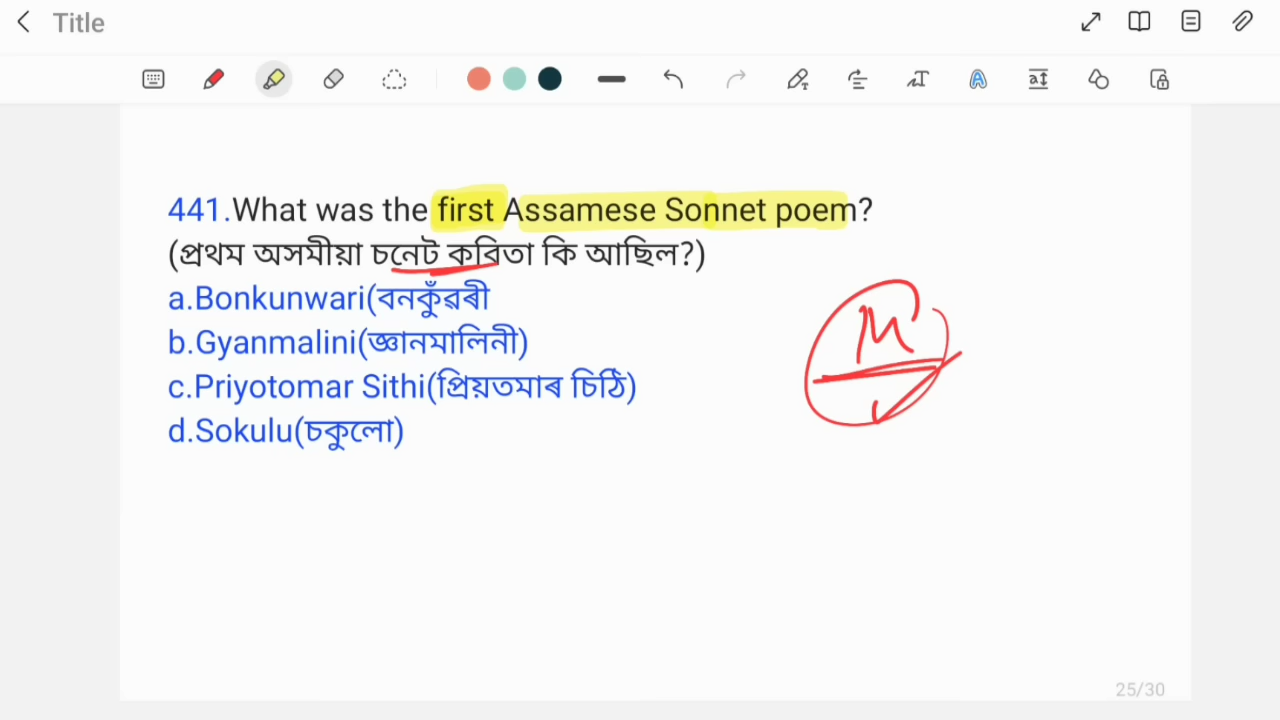 Title
441.What was the first Assamese Sonnet poem?
(প্ৰথম অসমীয়া চনেট কবিতা কি আছিল?)
a.Bonkunwari(বনকুঁৱৰী
b.Gyanmalini(জ্ঞানমালিনী)
c.Priyotomar Sithi(প্ৰিয়তমাৰ চিঠি)
d.Sokulu(চকুলো)
M
25/30